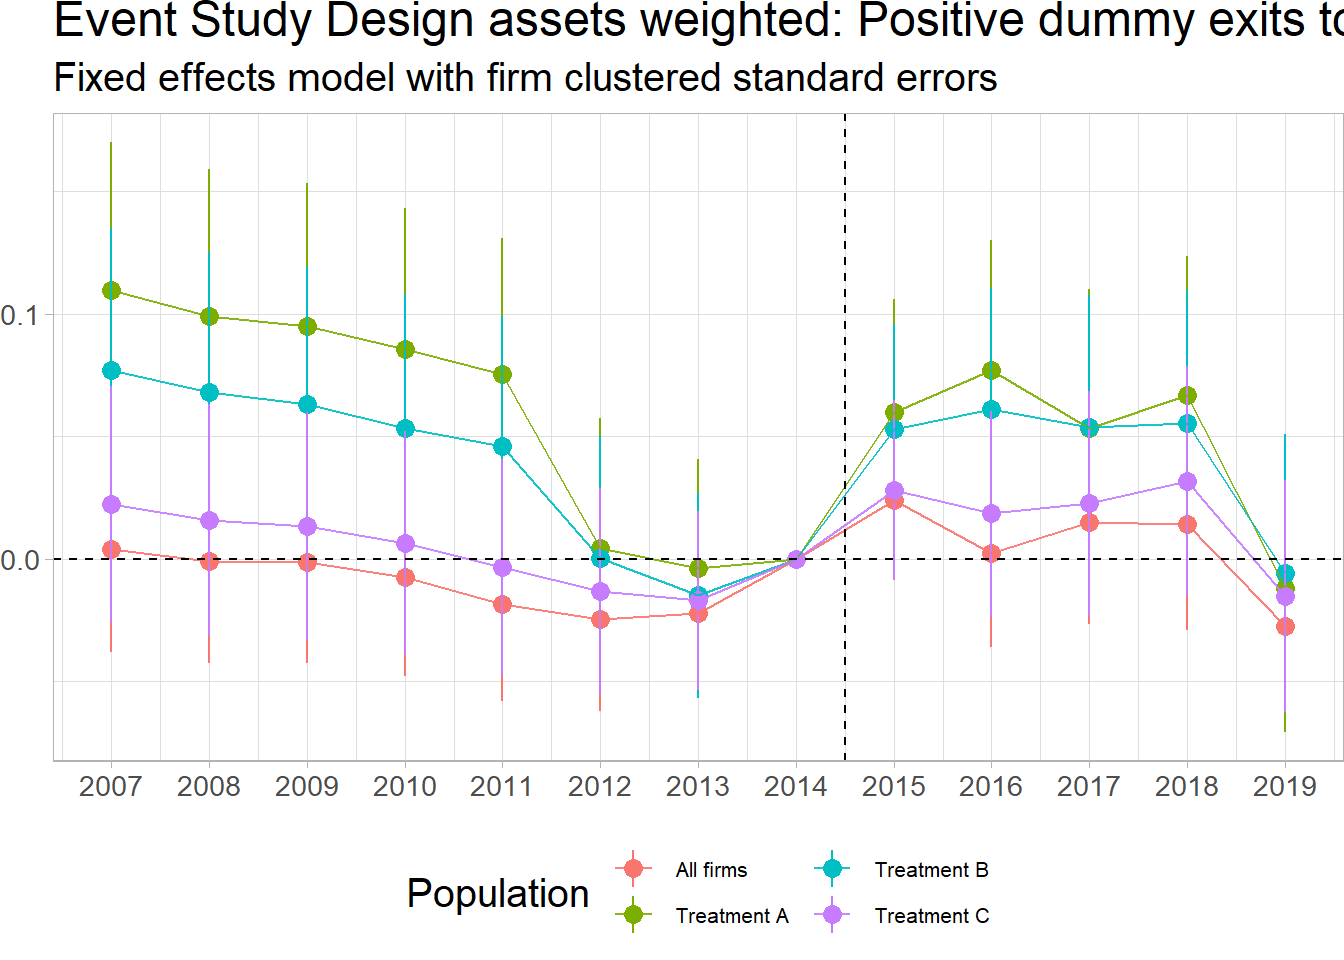 Event Study Design assets weighted: Positive dummy exits to
Fixed effects model with firm clustered standard errors
0.1
0.0
2007 2008 2009 2010 2011 2012 2013 2014 2015 2016 2017 2018 2019
Population
All firms
Treatment A
Treatment B
Treatment C